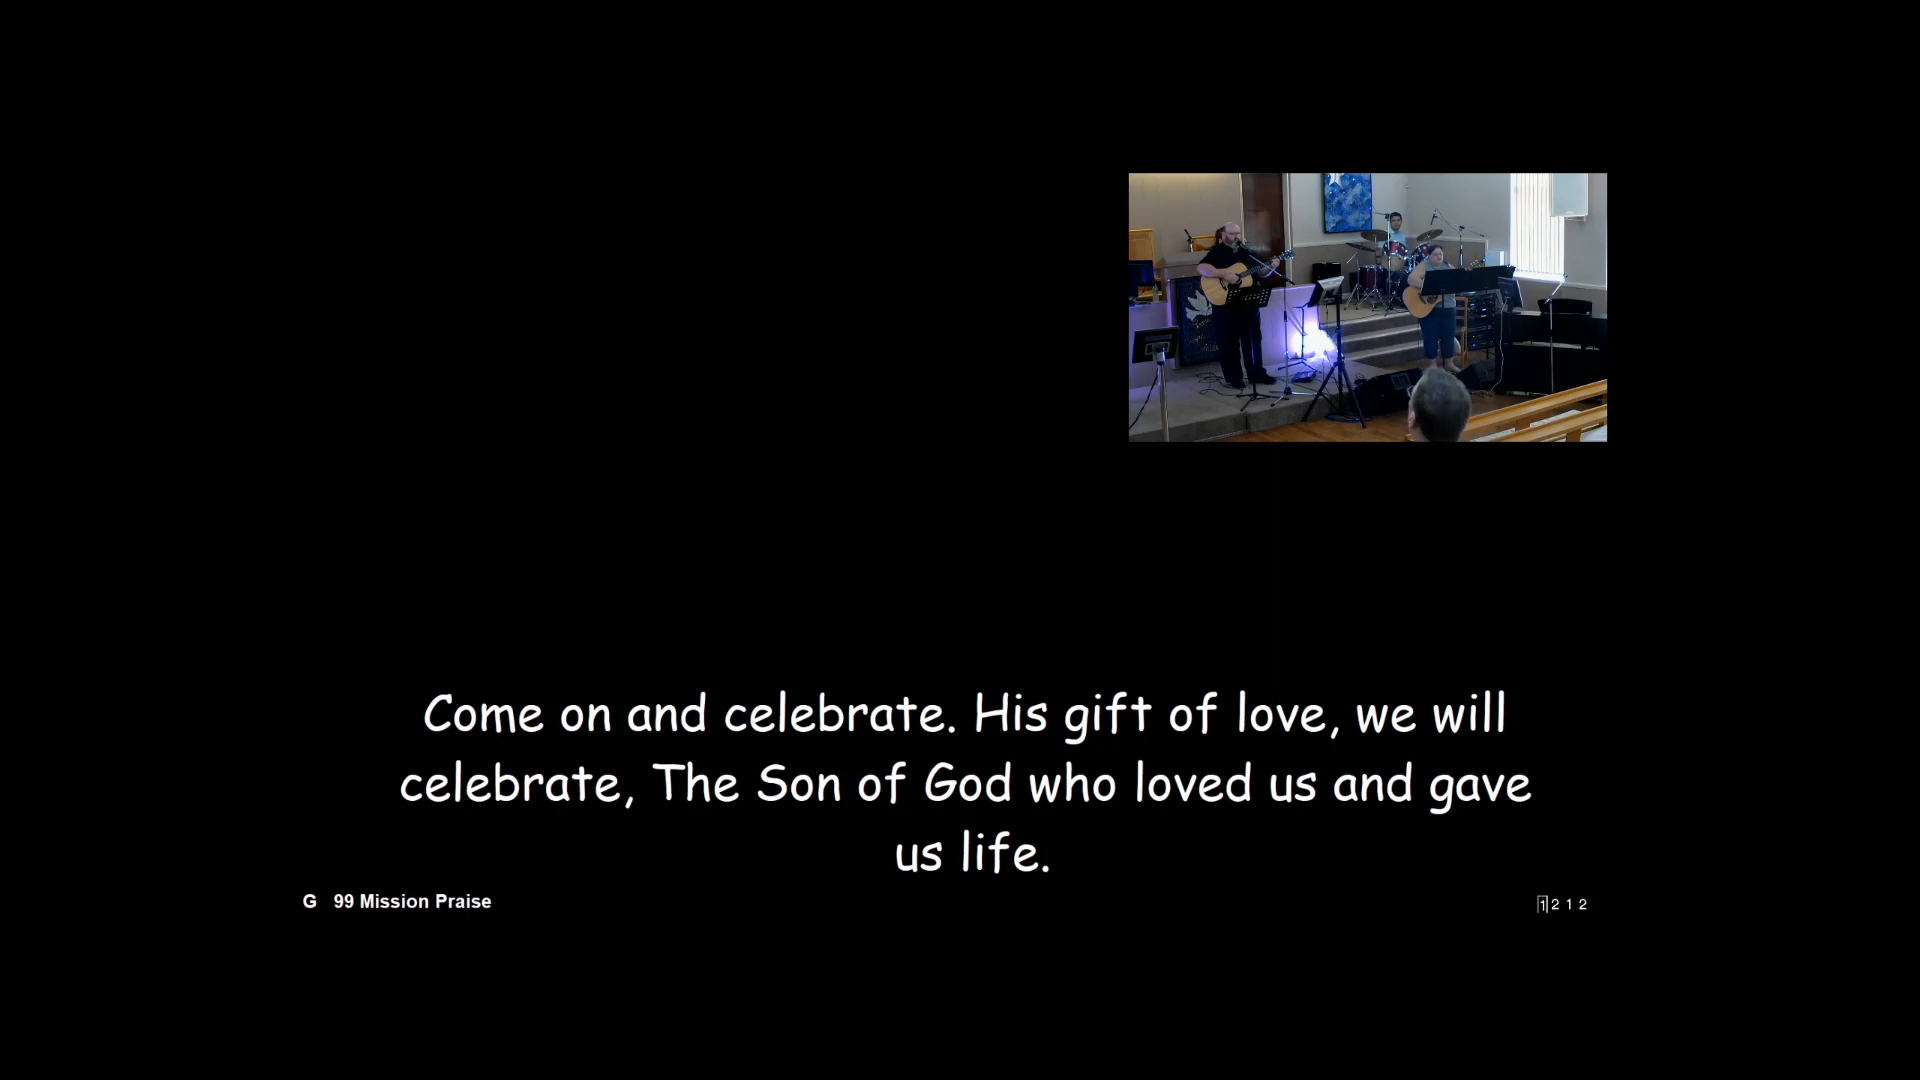 Come on and celebrate. His gift of love, we will
celebrate, The Son of God who loved us and gave
us life.
G 99 Mission Praise
1 2 1 2